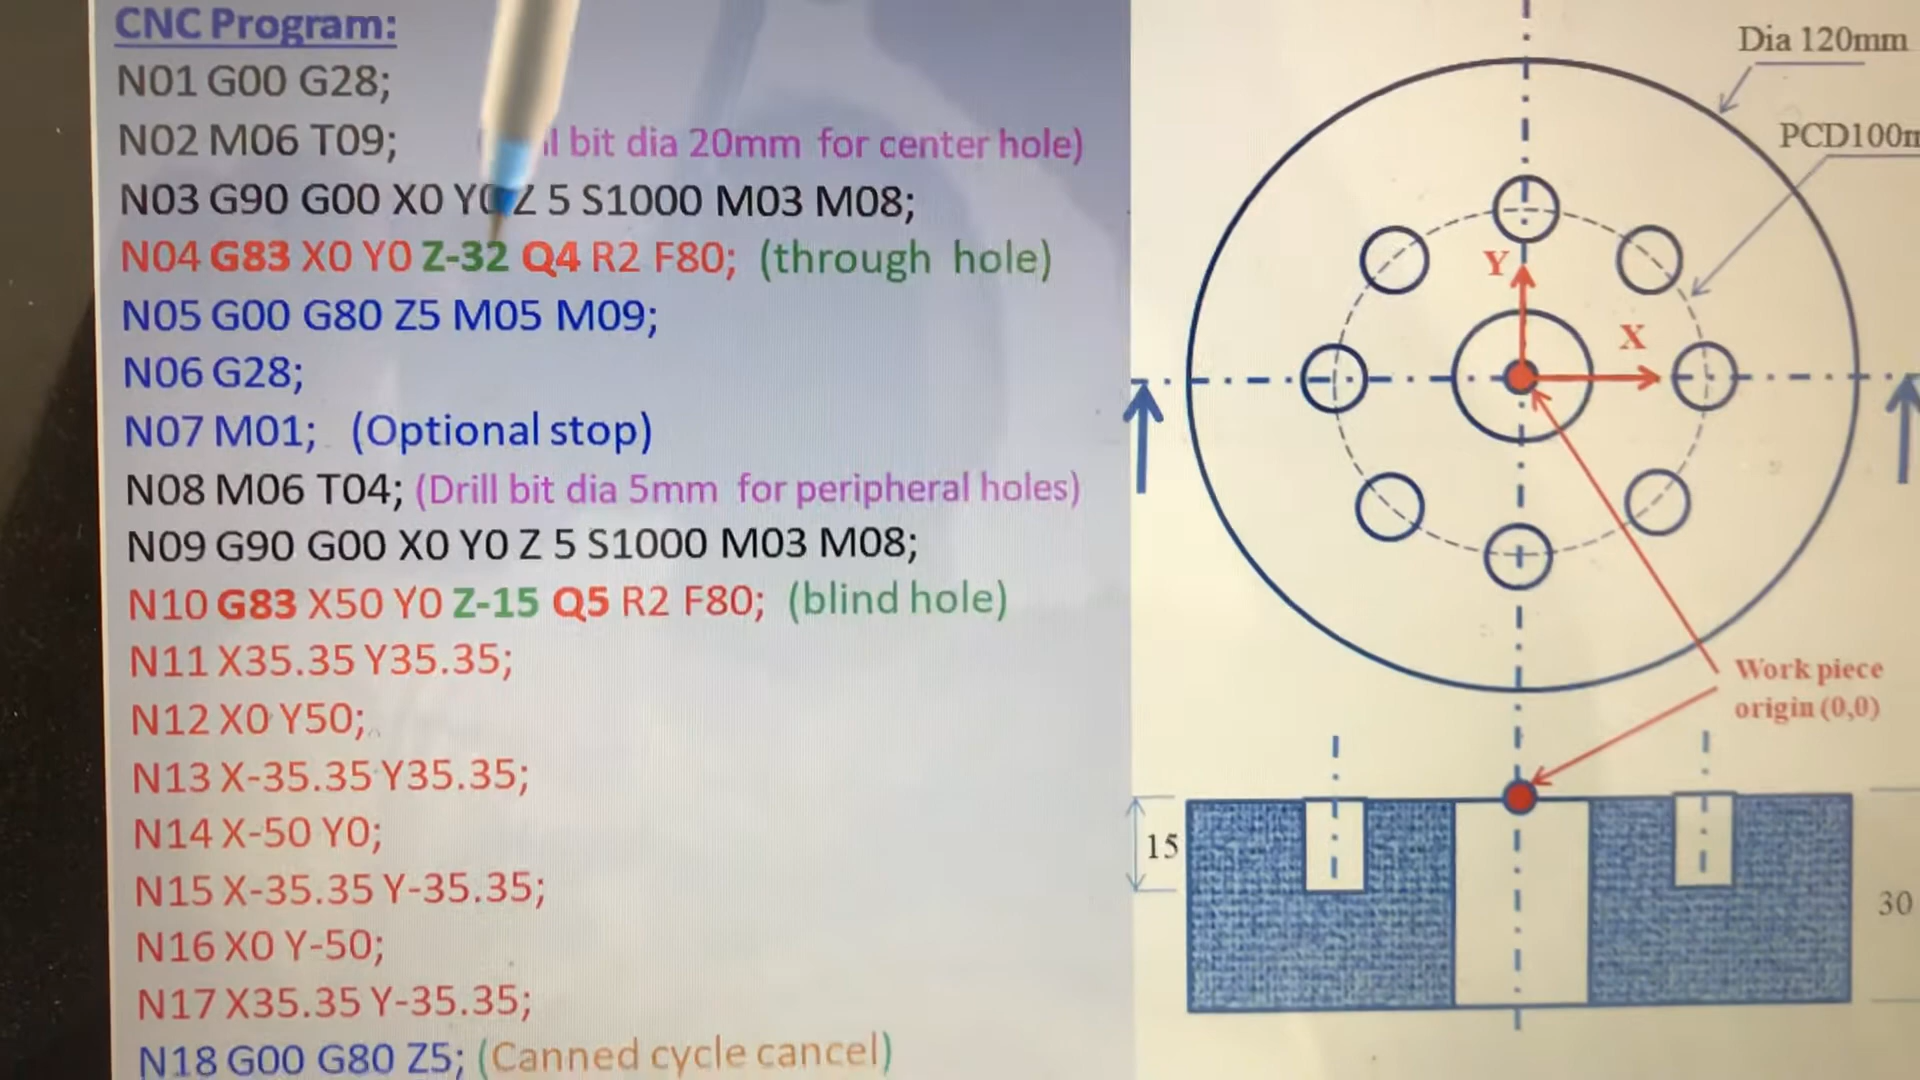 CNC Program:
N01 G00 G28;
N02 M06 T09; bit dia 20mm for center hole)
N03 G90 G00 X0 Y0 Z 5 S1000 M03 M08;
N04 G83 X0 Y0 Z-32 Q4 R2 F80; (through hole)
N05 G00 G80 Z5 M05 M09;
N06 G28;
N07 M01; (Optional stop)
N08 M06 T04; (Drill bit dia 5mm for peripheral holes)
N09 G90 G00 X0 Y0 Z 5 S1000 M03 M08;
N10 G83 X50 Y0 Z-15 Q5 R2 F80; (blind hole)
N11 X35.35 Y35.35;
N12 X0 Y50;
N13 X-35.35 Y35.35;
N14 X-50 Y0;
N15 X-35.35 Y-35.35;
N16 X0 Y-50;
N17 X35.35 Y-35.35;
N18 G00 G80 Z5; (Canned cycle cancel)
Dia 120mm
PCD100
Y
X
Work piece
origin (0,0)
15
30